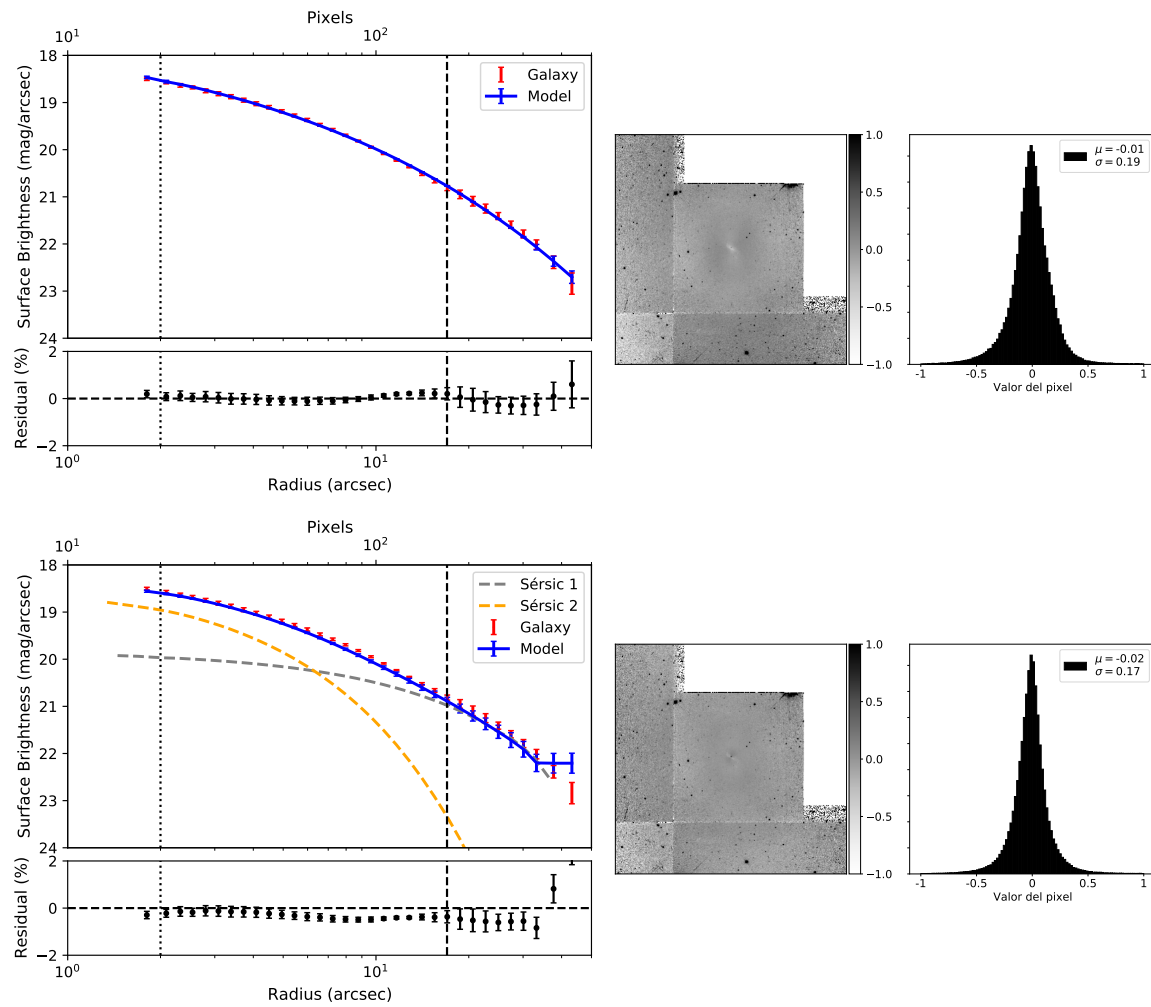 Pixels
10¹ 10²
18
19
20
21
22
23
24
Surface Brightness (mag/arcsec)
Galaxy
Model
2
0
−2
Residual (%)
10⁰ 10¹
Radius (arcsec)
1.0
0.5
0.0
−0.5
−1.0
μ = -0.01
σ = 0.19
-1 -0.5 0 0.5 1
Valor del pixel
Pixels
10¹ 10²
18
19
20
21
22
23
24
Surface Brightness (mag/arcsec)
Sérsic 1
Sérsic 2
Galaxy
Model
2
0
−2
Residual (%)
10⁰ 10¹
Radius (arcsec)
1.0
0.5
0.0
−0.5
−1.0
μ = -0.02
σ = 0.17
-1 -0.5 0 0.5 1
Valor del pixel